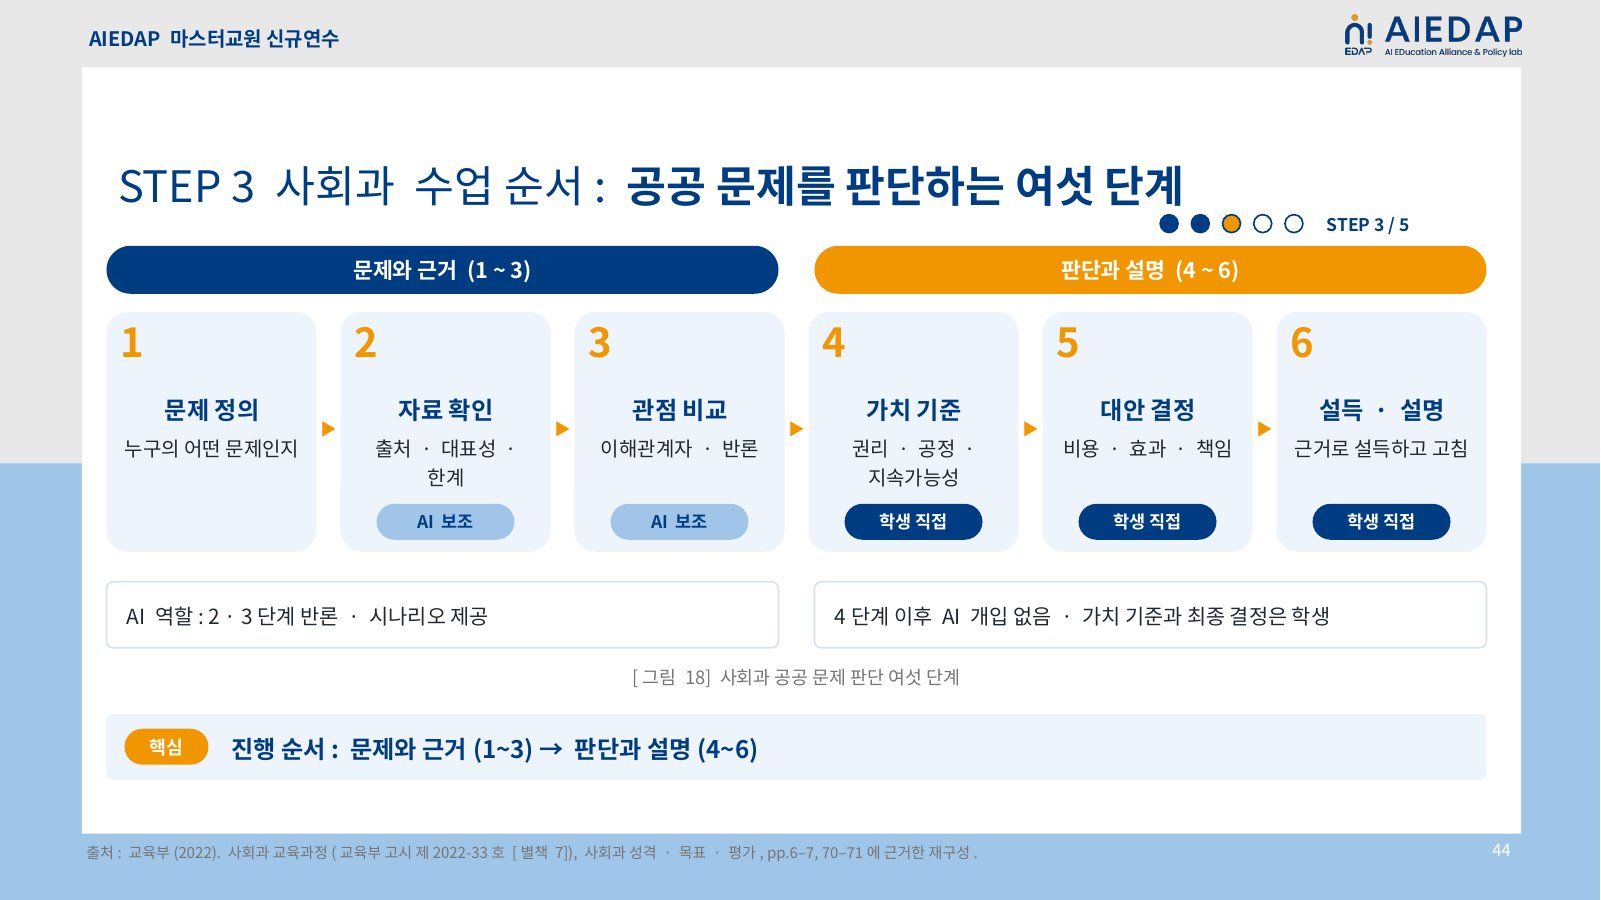 AIEDAP 마스터교원 신규연수
EDAP
AIEDAP
AI EDucation Alliance & Policy lab
STEP 3 사회과 수업 순서 : 공공 문제를 판단하는 여섯 단계
STEP 3 / 5
문제와 근거 (1 ~ 3)
판단과 설명 (4 ~ 6)
1
문제 정의
누구의 어떤 문제인지
2
자료 확인
출처 · 대표성 ·
한계
AI 보조
3
관점 비교
이해관계자 · 반론
AI 보조
4
가치 기준
권리 · 공정 ·
지속가능성
학생 직접
5
대안 결정
비용 · 효과 · 책임
학생 직접
6
설득 · 설명
근거로 설득하고 고침
학생 직접
AI 역할 : 2 · 3 단계 반론 · 시나리오 제공
4 단계 이후 AI 개입 없음 · 가치 기준과 최종 결정은 학생
[ 그림 18] 사회과 공공 문제 판단 여섯 단계
핵심
진행 순서 : 문제와 근거 (1~3) → 판단과 설명 (4~6)
출처 : 교육부 (2022). 사회과 교육과정 ( 교육부 고시 제 2022-33 호 [ 별책 7]), 사회과 성격 · 목표 · 평가 , pp.6–7, 70–71 에 근거한 재구성 .
44